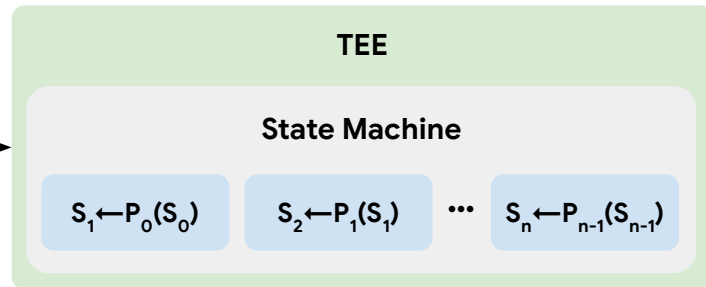 TEE
State Machine
S₁←P₀(S₀) S₂←P₁(S₁) ••• Sₙ←Pₙ₋₁(Sₙ₋₁)